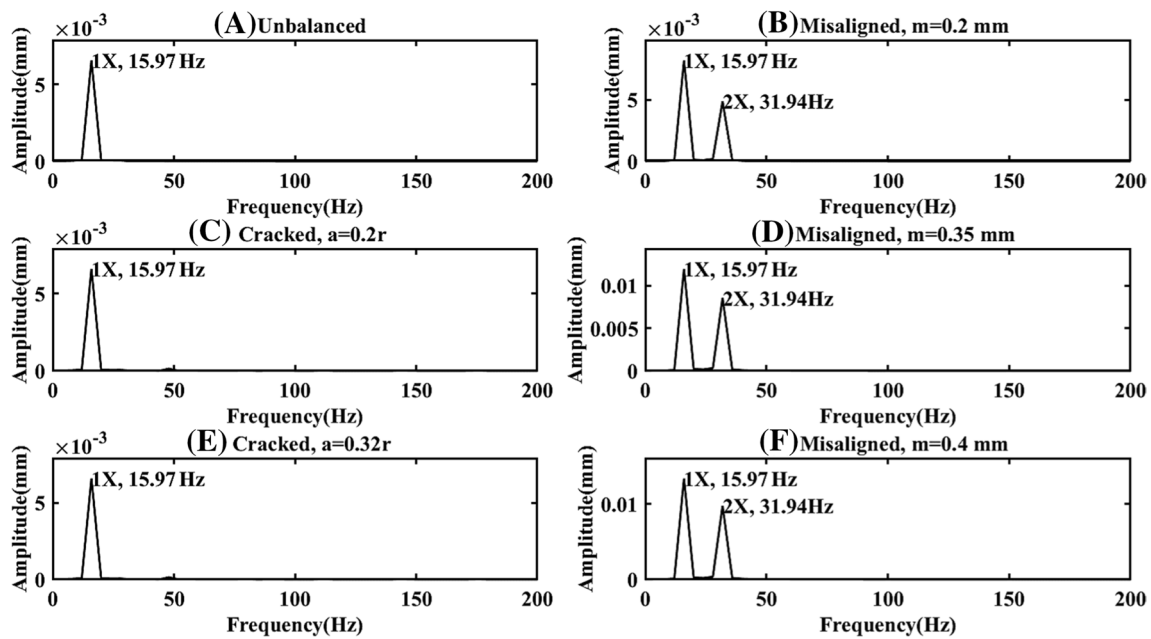 (A) Unbalanced
×10⁻³
Amplitude(mm)
5
0
1X, 15.97 Hz
0 50 100 150 200
Frequency(Hz)
(B) Misaligned, m=0.2 mm
×10⁻³
Amplitude(mm)
5
0
1X, 15.97 Hz
2X, 31.94Hz
0 50 100 150 200
Frequency(Hz)
(C) Cracked, a=0.2r
×10⁻³
Amplitude(mm)
5
0
1X, 15.97 Hz
0 50 100 150 200
Frequency(Hz)
(D) Misaligned, m=0.35 mm
Amplitude(mm)
0.01
0.005
0
1X, 15.97 Hz
2X, 31.94Hz
0 50 100 150 200
Frequency(Hz)
(E) Cracked, a=0.32r
×10⁻³
Amplitude(mm)
5
0
1X, 15.97 Hz
0 50 100 150 200
Frequency(Hz)
(F) Misaligned, m=0.4 mm
Amplitude(mm)
0.01
0
1X, 15.97 Hz
2X, 31.94Hz
0 50 100 150 200
Frequency(Hz)